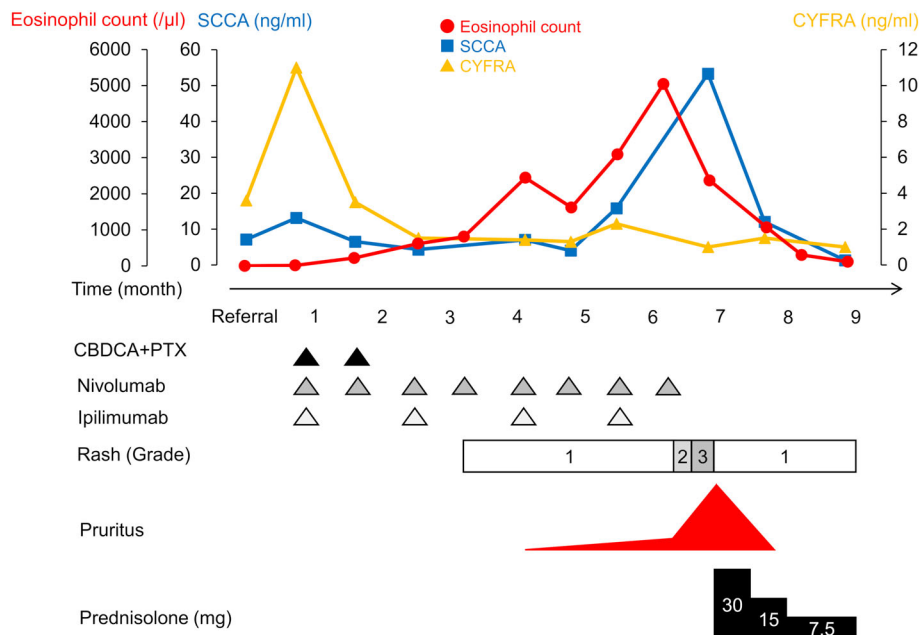 Eosinophil count (/µl) SCCA (ng/ml) CYFRA (ng/ml)
Eosinophil count
SCCA
CYFRA
6000 60 12
5000 50 10
4000 40 8
3000 30 6
2000 20 4
1000 10 2
0 0 0
Time (month)
Referral 1 2 3 4 5 6 7 8 9
CBDCA+PTX
Nivolumab
Ipilimumab
Rash (Grade) 1 2 3 1
Pruritus
Prednisolone (mg) 30 15 7.5